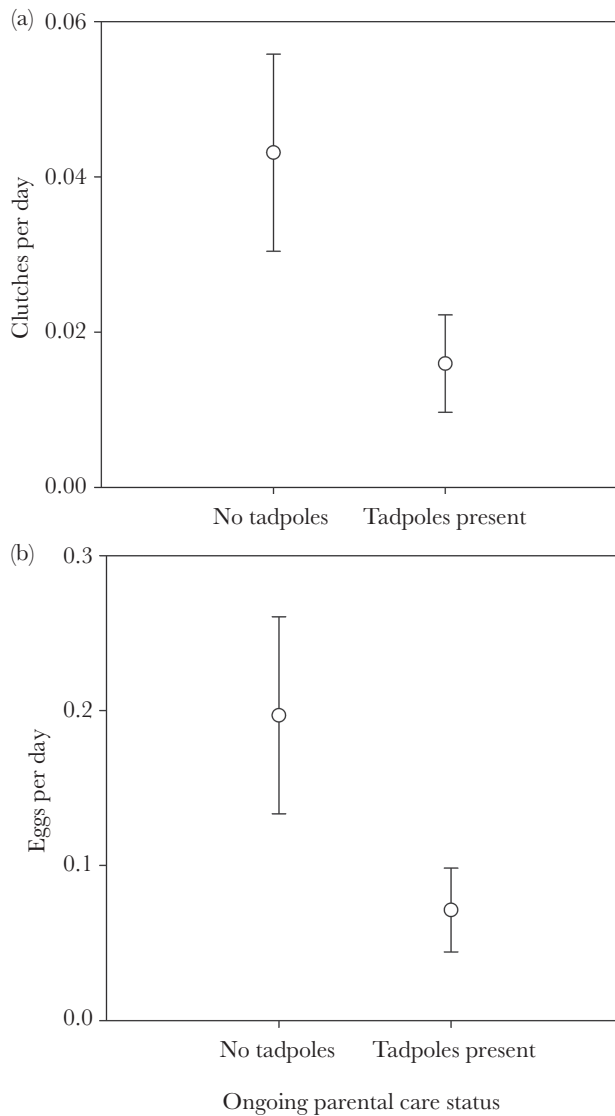 (a)
0.06
0.04
0.02
0.00
Clutches per day
No tadpoles Tadpoles present
(b)
0.3
0.2
0.1
0.0
Eggs per day
No tadpoles Tadpoles present
Ongoing parental care status